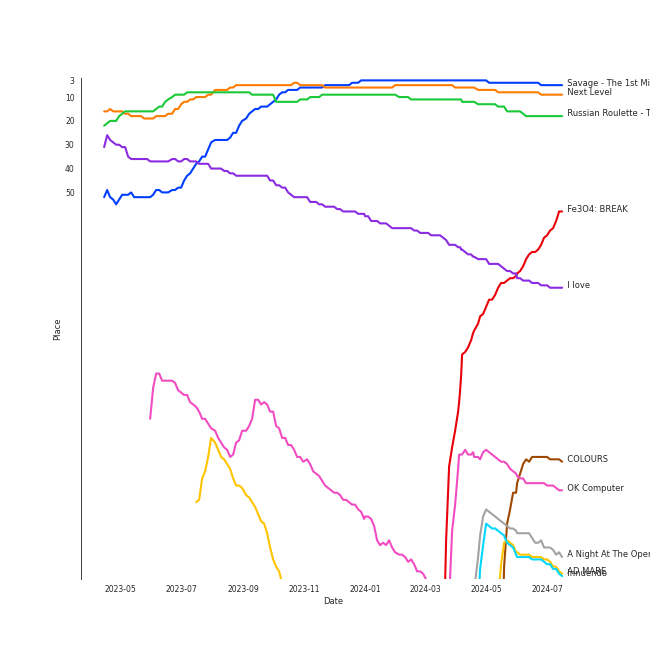 3
Savage - The 1st Mi
Next Level
10
Russian Roulette - T
20
30
40
50
Fe3O4: BREAK
I love
Place
COLOURS
OK Computer
A Night At The Oper
AD MARE
Innuendo
2023-05
2023-07
2023-09
2023-11
2024-01
2024-03
2024-05
2024-07
Date